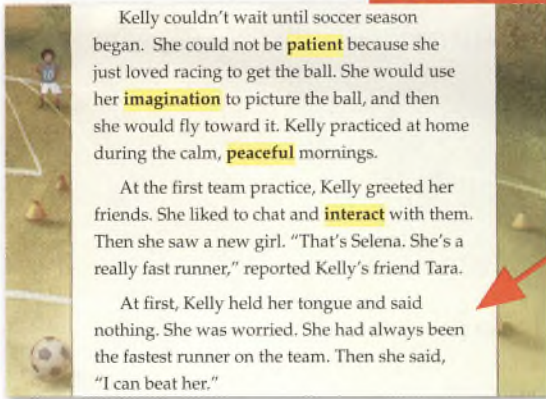 Kelly couldn't wait until soccer season
began. She could not be patient because she
just loved racing to get the ball. She would use
her imagination to picture the ball, and then
she would fly toward it. Kelly practiced at home
during the calm, peaceful mornings.
At the first team practice, Kelly greeted her
friends. She liked to chat and interact with them.
Then she saw a new girl. "That's Selena. She's a
really fast runner," reported Kelly's friend Tara.
At first, Kelly held her tongue and said
nothing. She was worried. She had always been
the fastest runner on the team. Then she said,
"I can beat her."